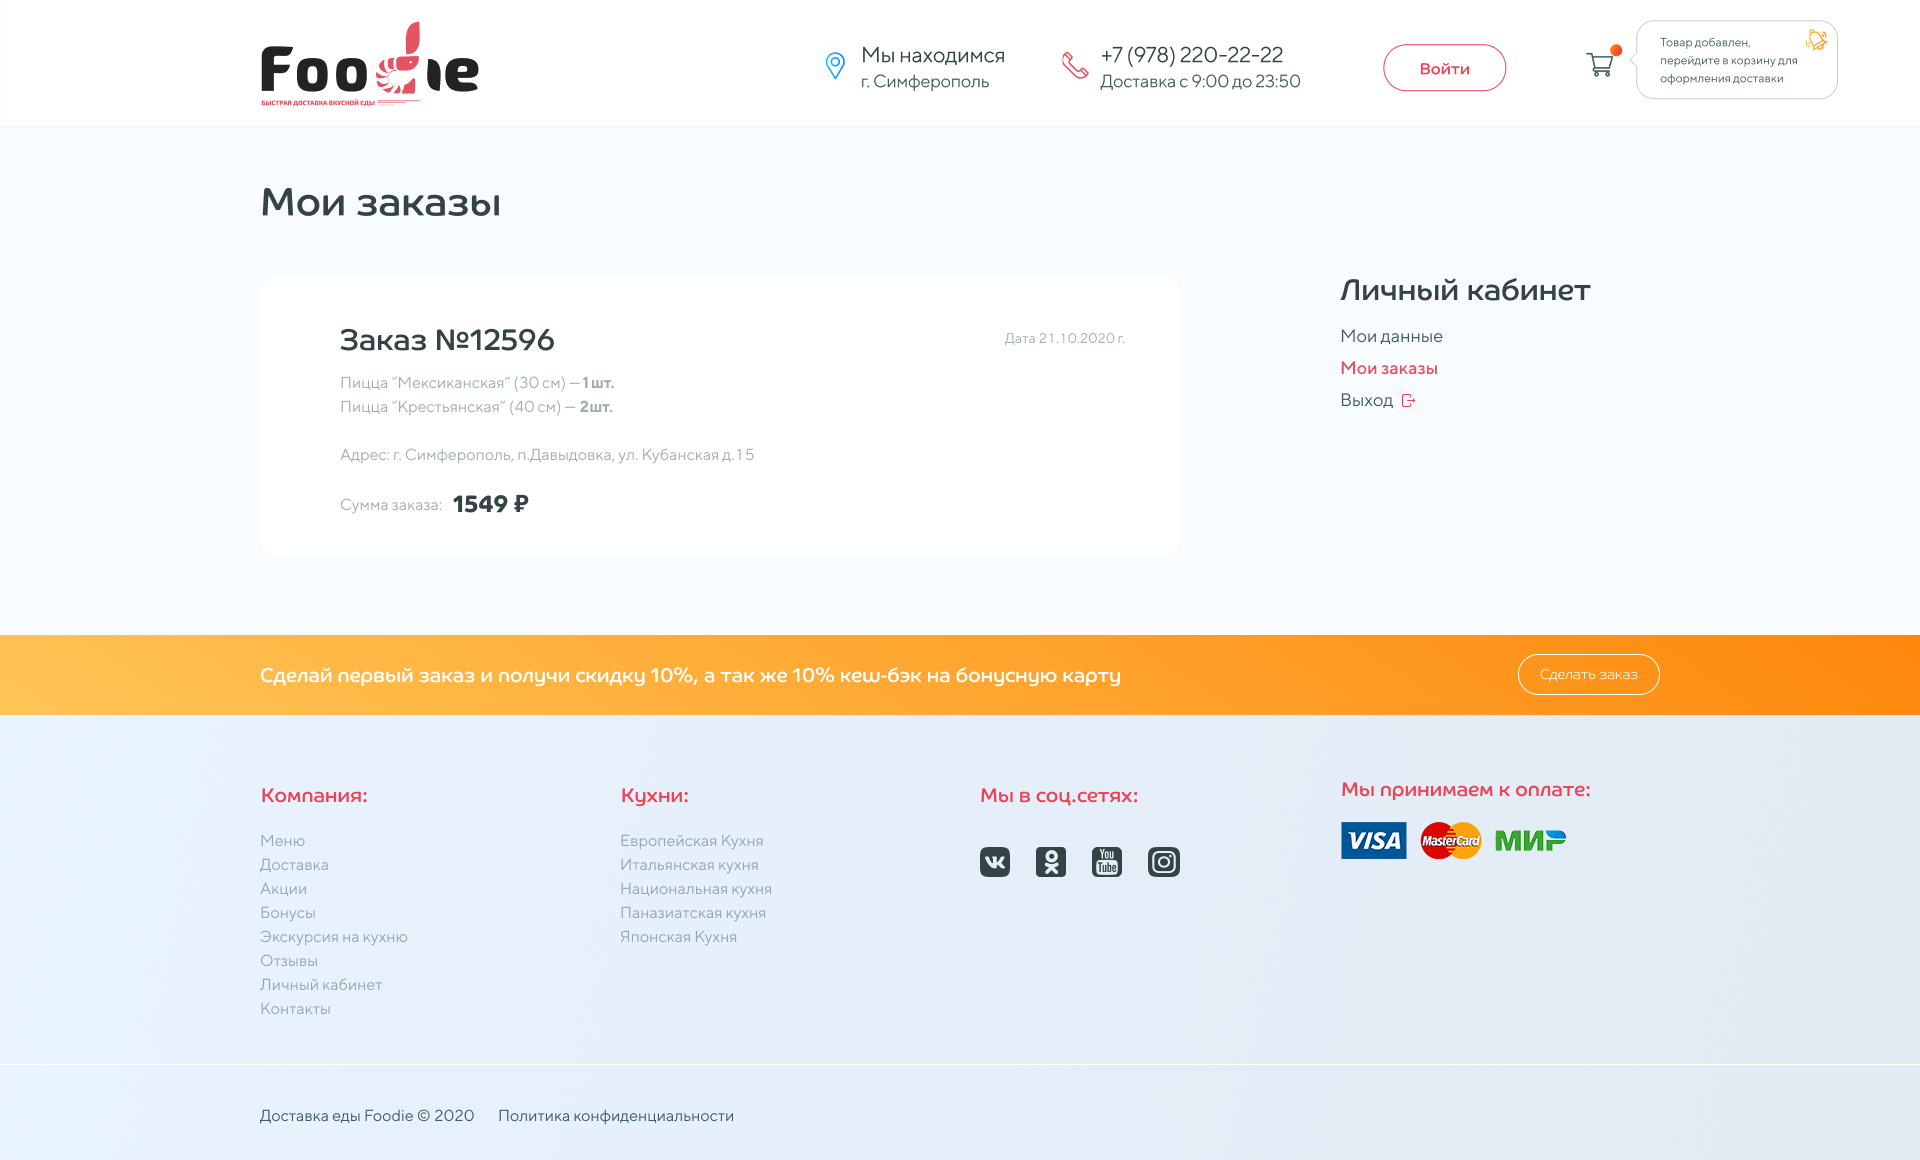 Foodie
БЫСТРАЯ ДОСТАВКА ВКУСНОЙ ЕДЫ
Мы находимся
г. Симферополь
+7 (978) 220-22-22
Доставка с 9:00 до 23:50
Войти
Товар добавлен,
перейдите в корзину для
оформления доставки
Мои заказы
Заказ №12596
Дата 21.10.2020 г.
Пицца “Мексиканская” (30 см) — 1 шт.
Пицца “Крестьянская” (40 см) — 2шт.
Адрес: г. Симферополь, п.Давыдовка, ул. Кубанская д.15
Сумма заказа: 1549 ₽
Личный кабинет
Мои данные
Мои заказы
Выход
Сделай первый заказ и получи скидку 10%, а так же 10% кеш-бэк на бонусную карту
Сделать заказ
Компания:
Меню
Доставка
Акции
Бонусы
Экскурсия на кухню
Отзывы
Личный кабинет
Контакты
Кухни:
Европейская Кухня
Итальянская кухня
Национальная кухня
Паназиатская кухня
Японская Кухня
Мы в соц.сетях:
You
Tube
Мы принимаем к оплате:
VISA
MasterCard
МИР
Доставка еды Foodie © 2020
Политика конфиденциальности